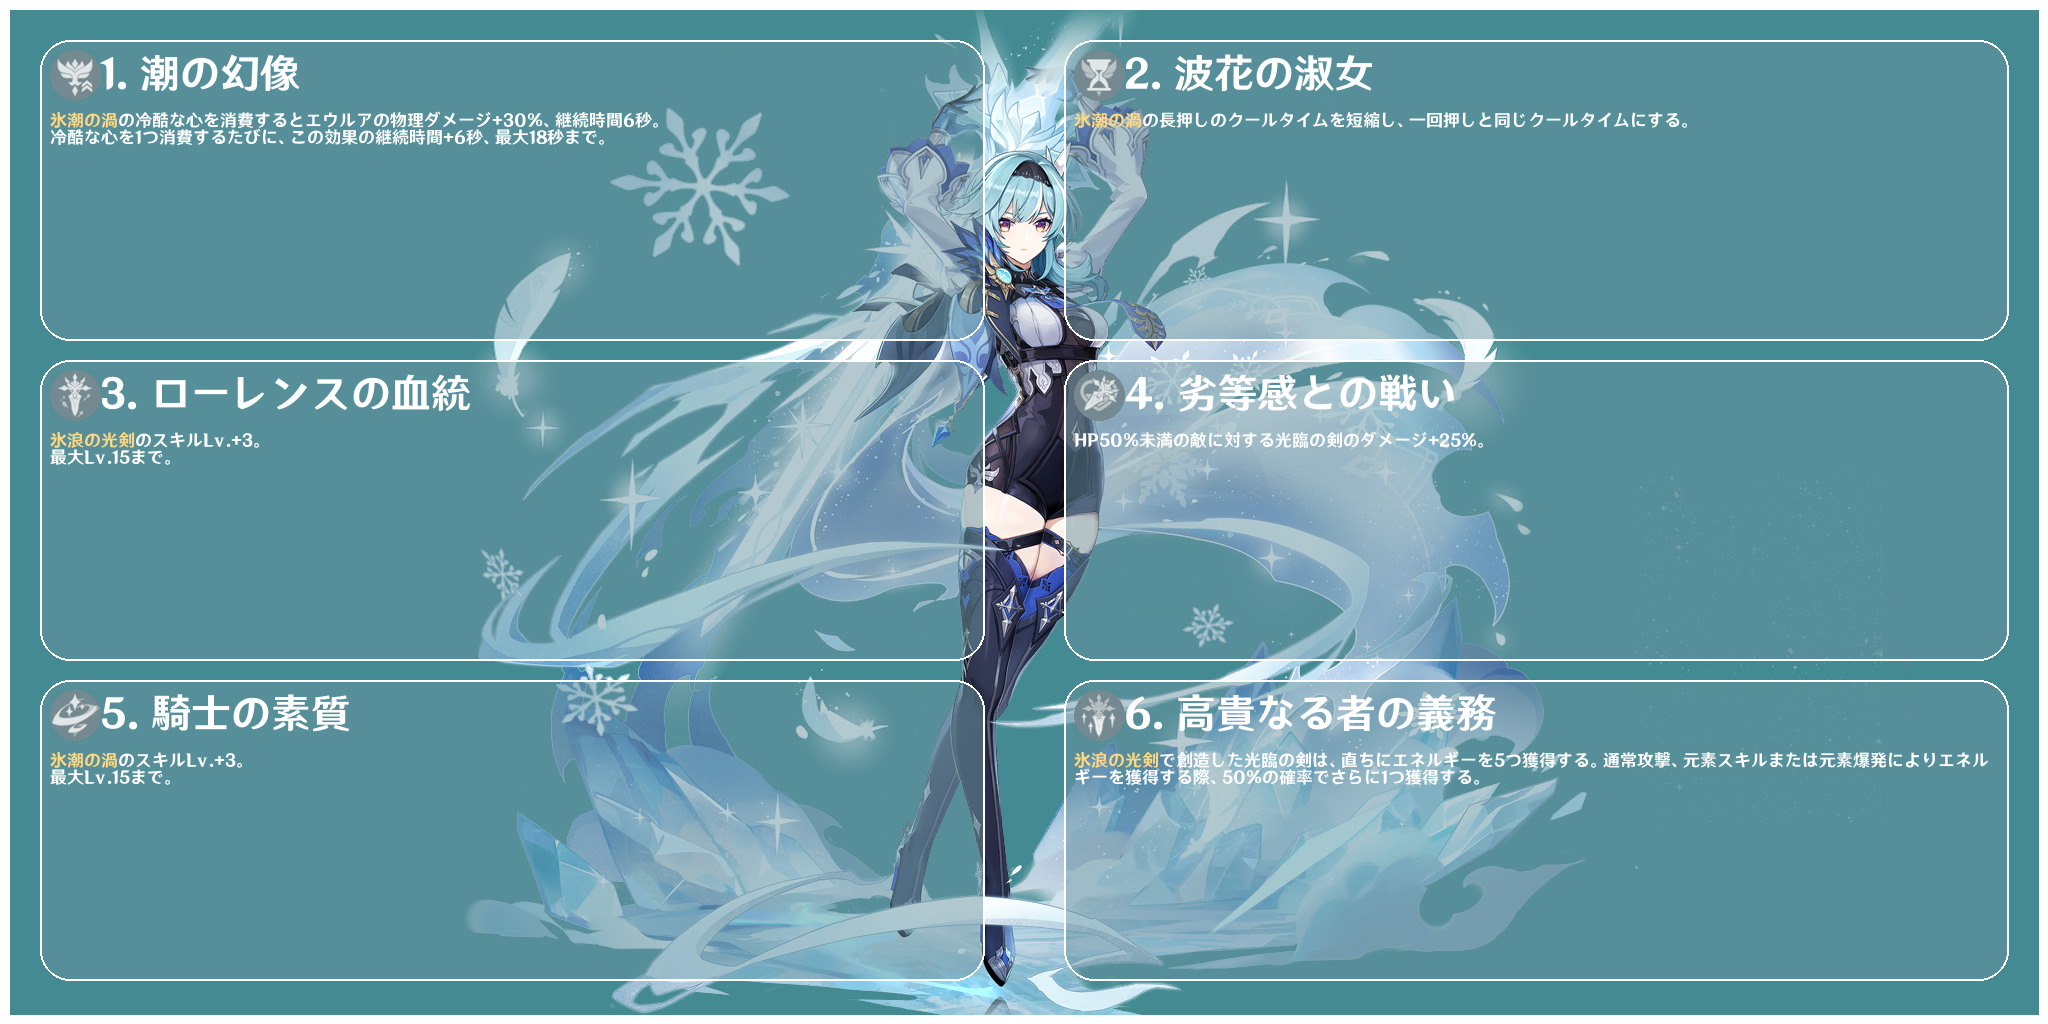 1. 潮の幻像
氷潮の渦の冷酷な心を消費するとエウルアの物理ダメージ+30%、継続時間6秒。
冷酷な心を1つ消費するたびに、この効果の継続時間+6秒、最大18秒まで。
2. 波花の淑女
氷潮の渦の長押しのクールタイムを短縮し、一回押しと同じクールタイムにする。
3. ローレンスの血統
氷浪の光剣のスキルLv.+3。
最大Lv.15まで。
4. 劣等感との戦い
HP50%未満の敵に対する光臨の剣のダメージ+25%。
5. 騎士の素質
氷潮の渦のスキルLv.+3。
最大Lv.15まで。
6. 高貴なる者の義務
氷浪の光剣で創造した光臨の剣は、直ちにエネルギーを5つ獲得する。通常攻撃、元素スキルまたは元素爆発によりエネル
ギーを獲得する際、50%の確率でさらに1つ獲得する。